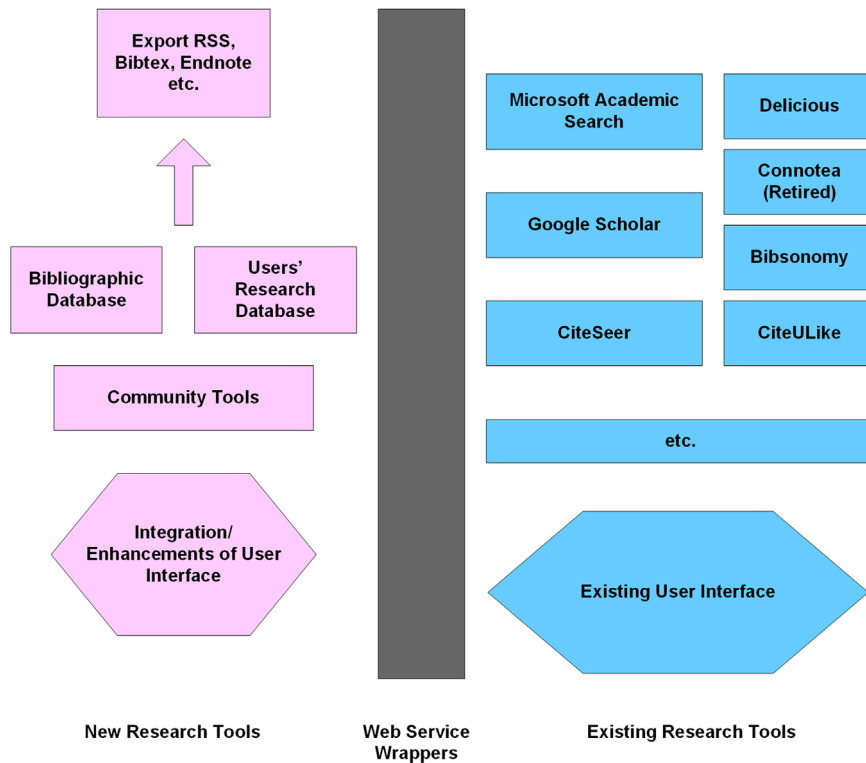 Export RSS,
Bibtex, Endnote
etc.
Bibliographic
Database
Users'
Research
Database
Community Tools
Integration/
Enhancements of User
Interface
Microsoft Academic
Search
Delicious
Connotea
(Retired)
Google Scholar
Bibsonomy
CiteSeer
CiteULike
etc.
Existing User Interface
New Research Tools
Web Service
Wrappers
Existing Research Tools